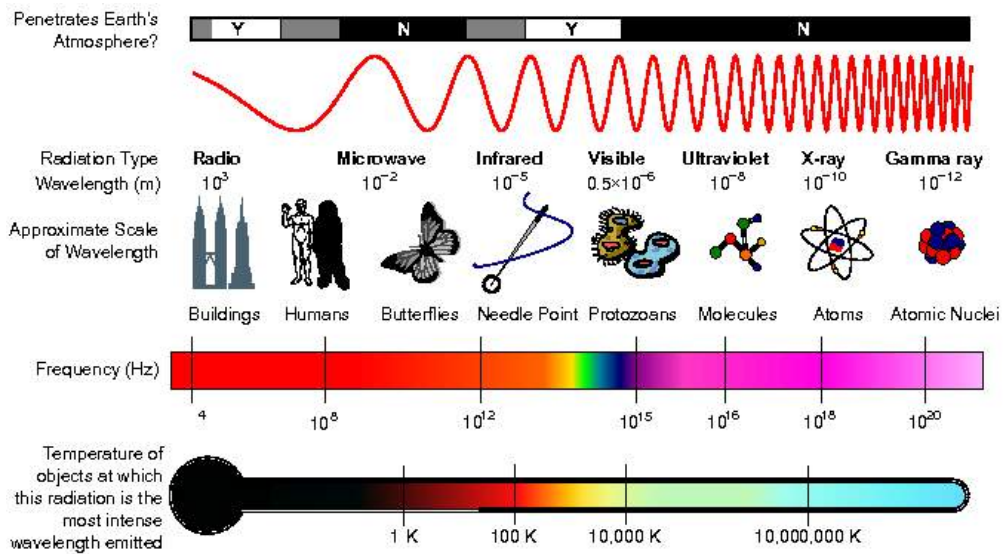 Penetrates Earth's
Atmosphere?
Y N Y N
Radiation Type
Radio Microwave Infrared Visible Ultraviolet X-ray Gamma ray
Wavelength (m)
10³ 10⁻² 10⁻⁵ 0.5×10⁻⁶ 10⁻⁸ 10⁻¹⁰ 10⁻¹²
Approximate Scale
of Wavelength
Buildings Humans Butterflies Needle Point Protozoans Molecules Atoms Atomic Nuclei
Frequency (Hz)
4 10⁸ 10¹² 10¹⁵ 10¹⁶ 10¹⁸ 10²⁰
Temperature of
objects at which
this radiation is the
most intense
wavelength emitted
1 K 100 K 10,000 K 10,000,000 K